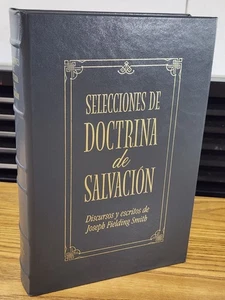 SELECCIONES DE
DOCTRINA
de
SALVACIÓN
Discursos y escritos de
Joseph Fielding Smith